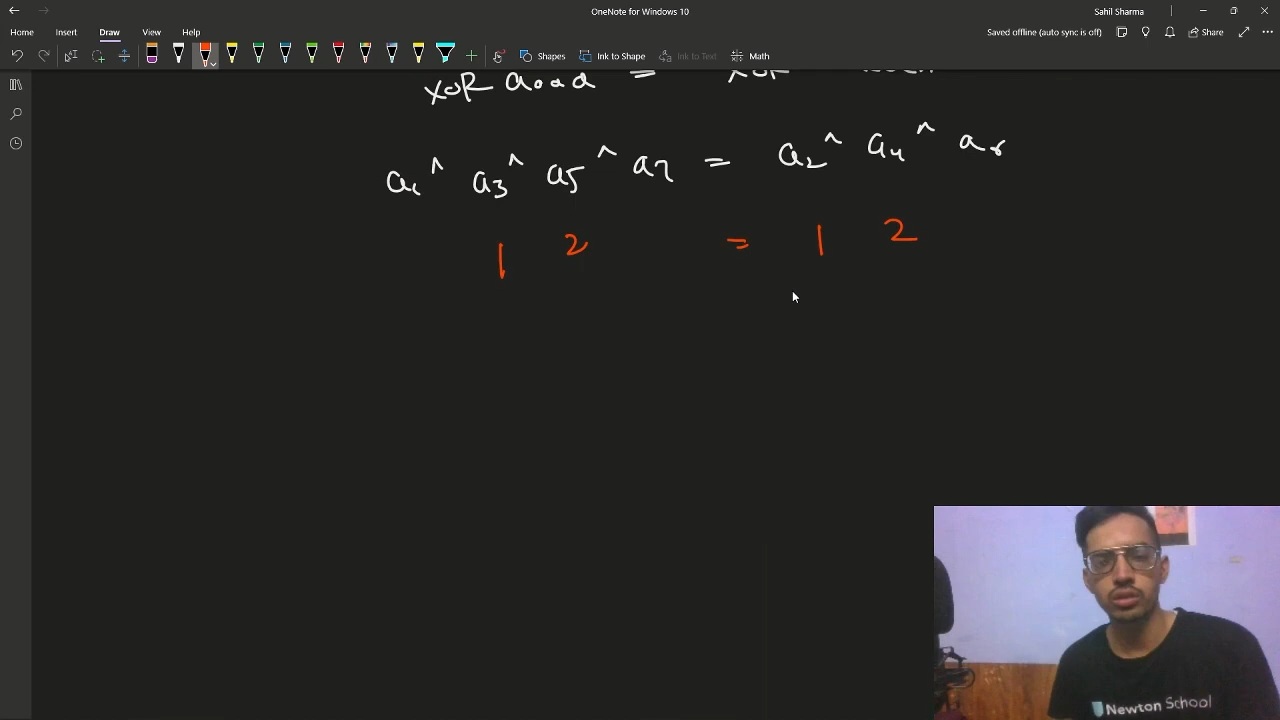 OneNote for Windows 10
Sahil Sharma
Home Insert Draw View Help
Saved offline (auto sync is off)
Share
Shapes Ink to Shape Ink to Text Math
XOR =
a1 ^ a3 ^ a5 ^ a7 = a2 ^ a4 ^ a6
1 2 = 1 2
Newton School